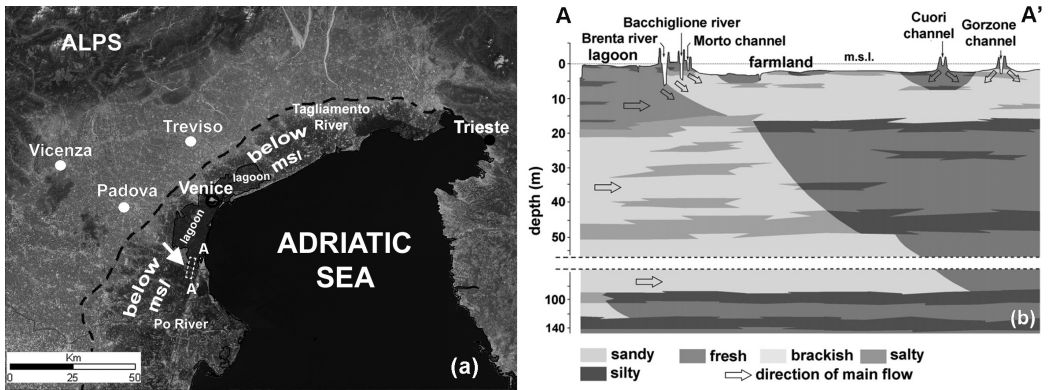 ALPS
Tagliamento
River
Treviso
Trieste
Vicenza
below
msl
lagoon
Padova
Venice
lagoon
ADRIATIC
SEA
A
A'
below
msl
Po River
Km
0 25 50
(a)
A
A'
Bacchiglione river
Brenta river
Morto channel
lagoon
farmland
m.s.l.
Cuori
channel
Gorzone
channel
depth (m)
0
10
20
30
40
50
100
120
140
(b)
sandy
fresh
brackish
salty
silty
direction of main flow